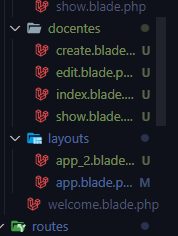 show.blade.php
docentes
create.blade.... U
edit.blade.p... U
index.blade.... U
show.blade.... U
layouts
app_2.blade.... U
app.blade.p... M
welcome.blade.php
routes